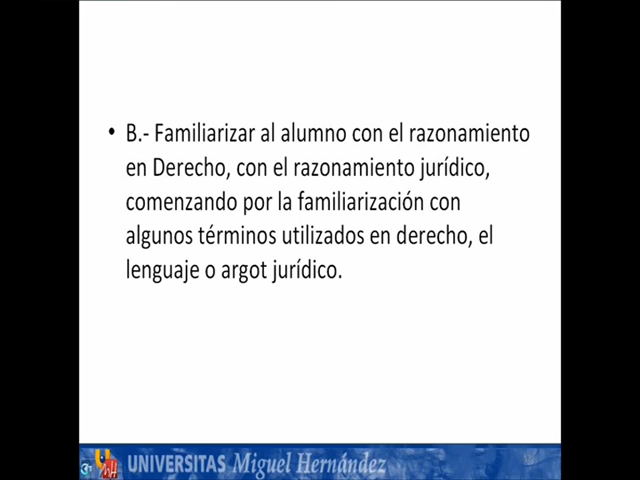 • B.- Familiarizar al alumno con el razonamiento
en Derecho, con el razonamiento jurídico,
comenzando por la familiarización con
algunos términos utilizados en derecho, el
lenguaje o argot jurídico.
UNIVERSITAS Miguel Hernández